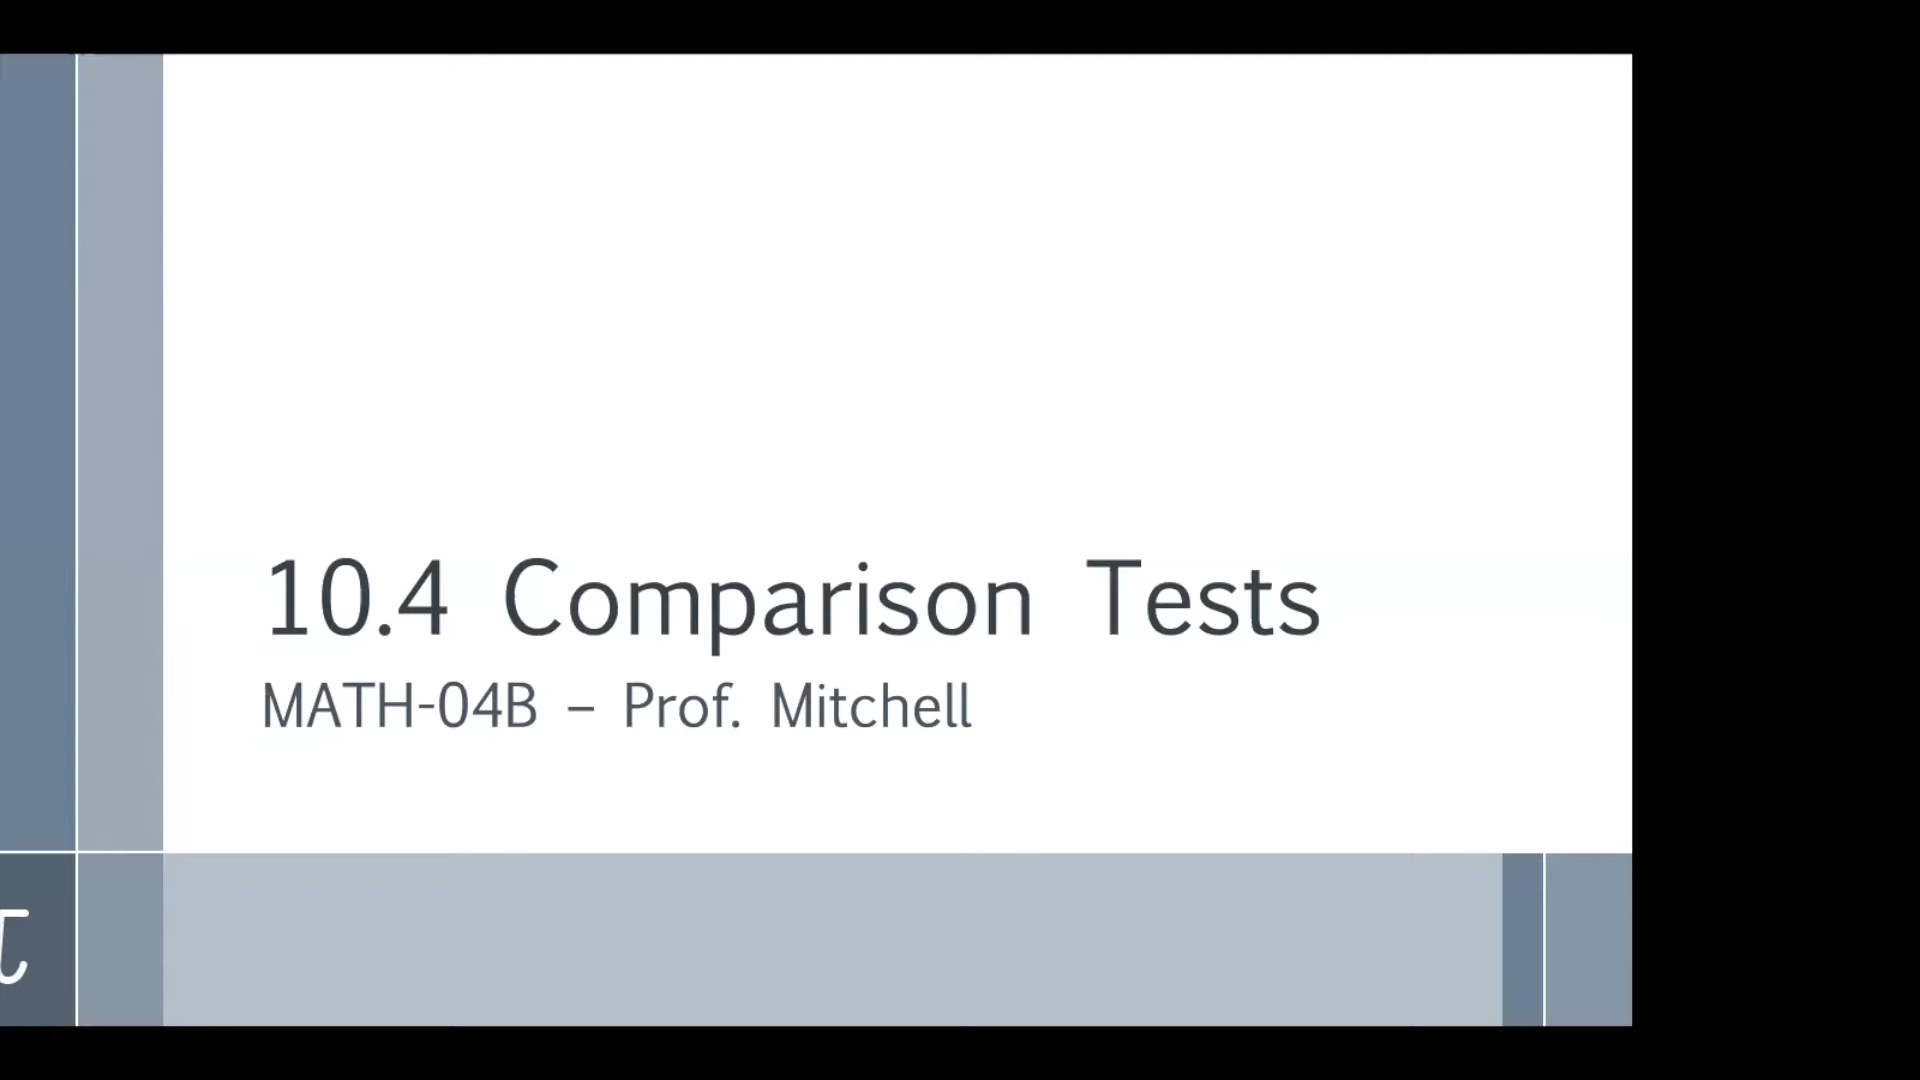 10.4 Comparison Tests
MATH-04B – Prof. Mitchell